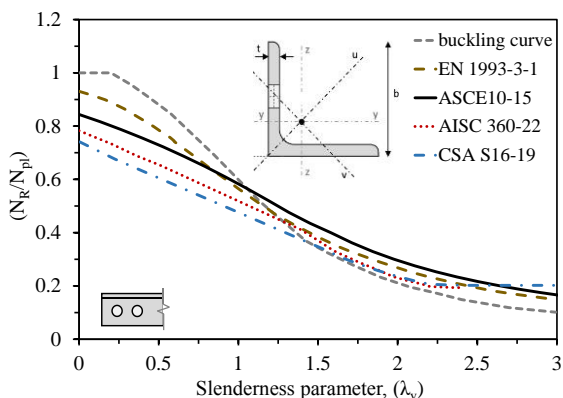 (N_R/N_pl)
1.2
1
0.8
0.6
0.4
0.2
0
0
0.5
1
1.5
2
2.5
3
Slenderness parameter, (λ_v)
buckling curve
EN 1993-3-1
ASCE10-15
AISC 360-22
CSA S16-19
t
z
u
b
y
y
z
v